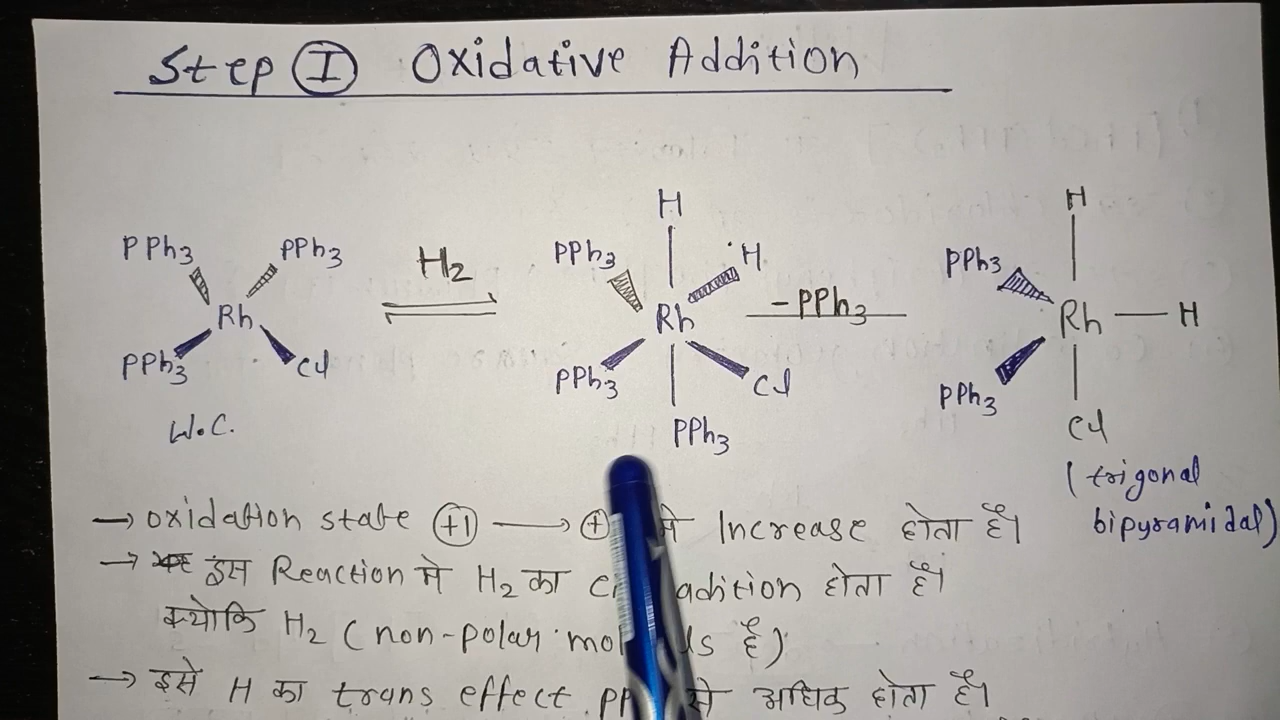 Step I Oxidative Addition
PPh3 PPh3 Rh PPh3 Cl
H2
H PPh3 H Rh PPh3 Cl PPh3
-PPh3
H PPh3 Rh H PPh3 Cl
W.C.
(trigonal
bipyramidal)
→ oxidation state +1 → + मे Increase होता है।
→ इस Reaction मे H2 का adition होता है।
क्योकि H2 (non-polar है)
→ इसे H का trans effect से अधिक होता है।